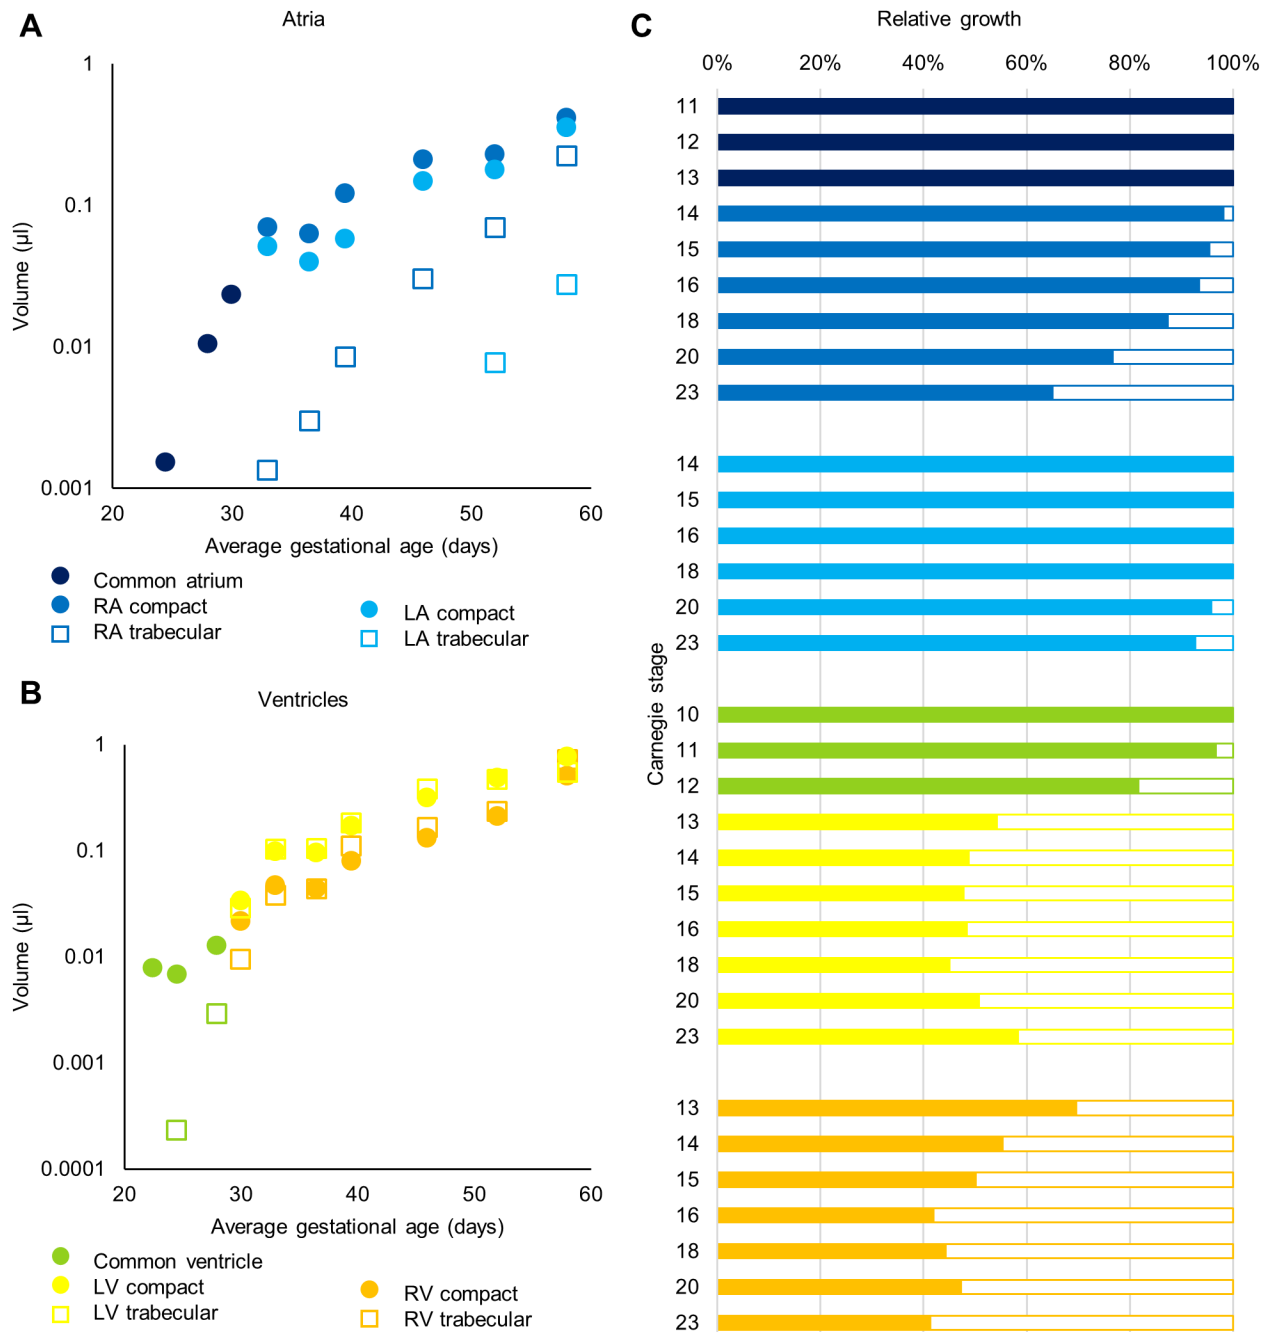 A
Atria
1
0.1
0.01
0.001
Volume (µl)
20 30 40 50 60
Average gestational age (days)
Common atrium
RA compact
RA trabecular
LA compact
LA trabecular
B
Ventricles
1
0.1
0.01
0.001
0.0001
Volume (µl)
20 30 40 50 60
Average gestational age (days)
Common ventricle
LV compact
LV trabecular
RV compact
RV trabecular
C
Relative growth
0% 20% 40% 60% 80% 100%
Carnegie stage
11
12
13
14
15
16
18
20
23
14
15
16
18
20
23
10
11
12
13
14
15
16
18
20
23
13
14
15
16
18
20
23